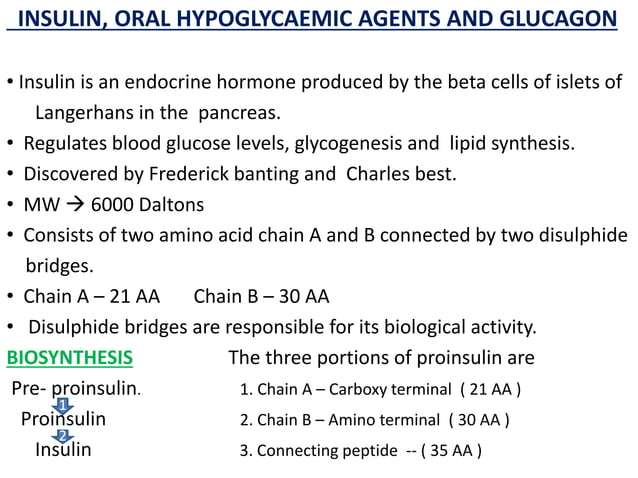 INSULIN, ORAL HYPOGLYCAEMIC AGENTS AND GLUCAGON
• Insulin is an endocrine hormone produced by the beta cells of islets of
Langerhans in the pancreas.
• Regulates blood glucose levels, glycogenesis and lipid synthesis.
• Discovered by Frederick banting and Charles best.
• MW → 6000 Daltons
• Consists of two amino acid chain A and B connected by two disulphide
bridges.
• Chain A – 21 AA Chain B – 30 AA
• Disulphide bridges are responsible for its biological activity.
BIOSYNTHESIS The three portions of proinsulin are
Pre- proinsulin. 1. Chain A – Carboxy terminal ( 21 AA )
1
Proinsulin 2. Chain B – Amino terminal ( 30 AA )
2
Insulin 3. Connecting peptide -- ( 35 AA )